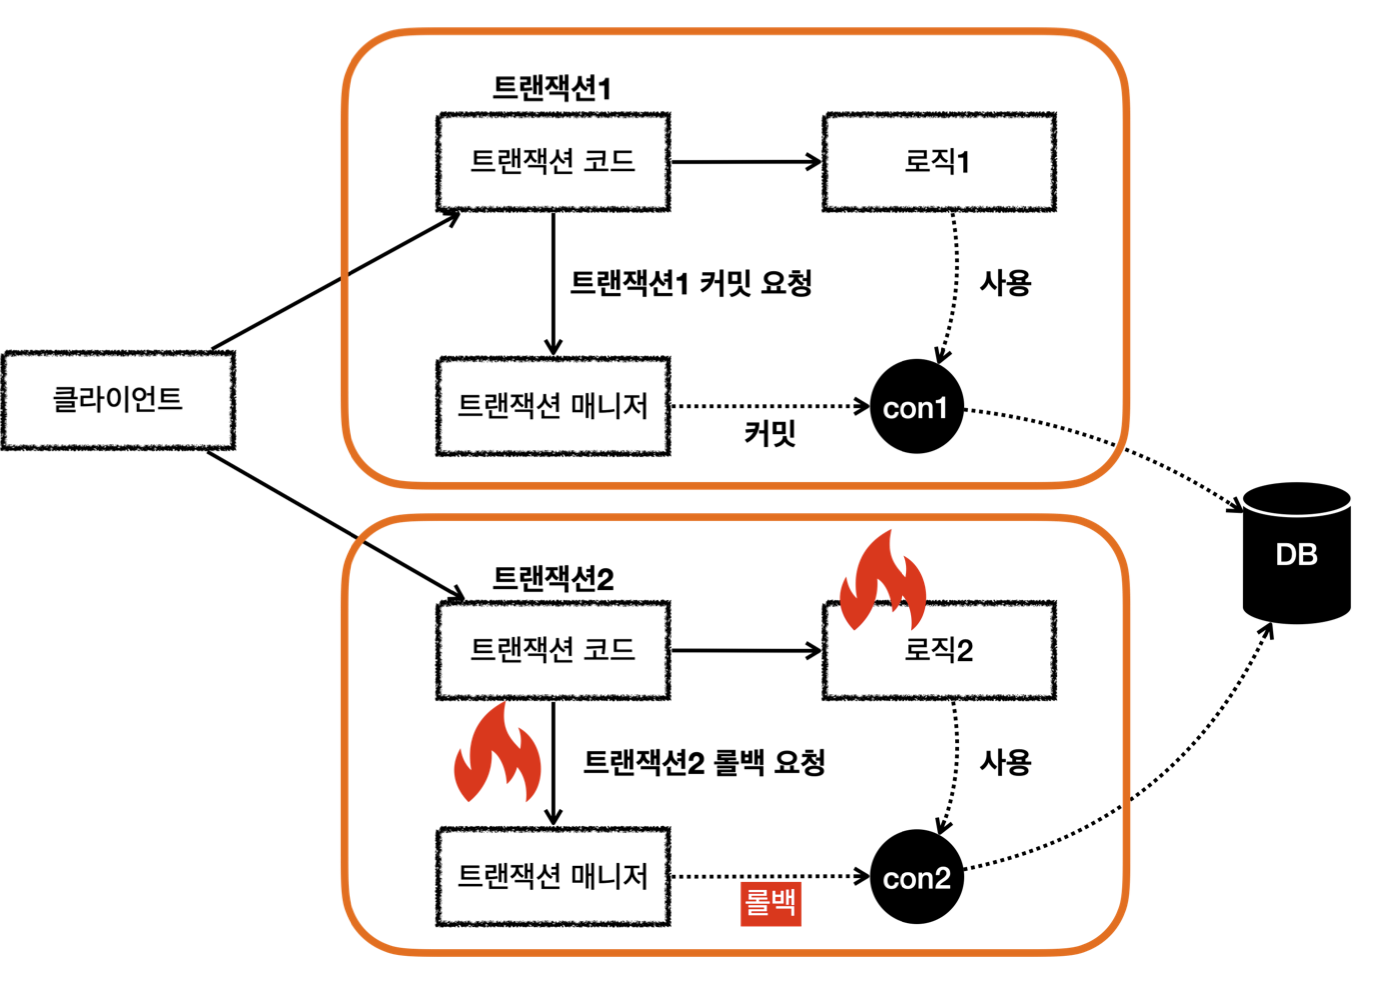 트랜잭션1
트랜잭션 코드
로직1
트랜잭션1 커밋 요청
사용
클라이언트
트랜잭션 매니저
커밋
con1
DB
트랜잭션2
트랜잭션 코드
로직2
트랜잭션2 롤백 요청
사용
트랜잭션 매니저
롤백
con2